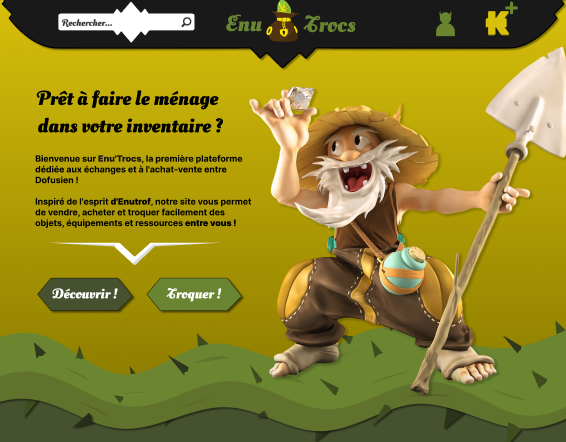 Rechercher...
Enu Trocs
K+
Prêt à faire le ménage
dans votre inventaire ?
Bienvenue sur Enu'Trocs, la première plateforme
dédiée aux échanges et à l'achat-vente entre
Dofusien !
Inspiré de l'esprit d'Enutrof, notre site vous permet
de vendre, acheter et troquer facilement des
objets, équipements et ressources entre vous !
Découvrir !
Troquer !